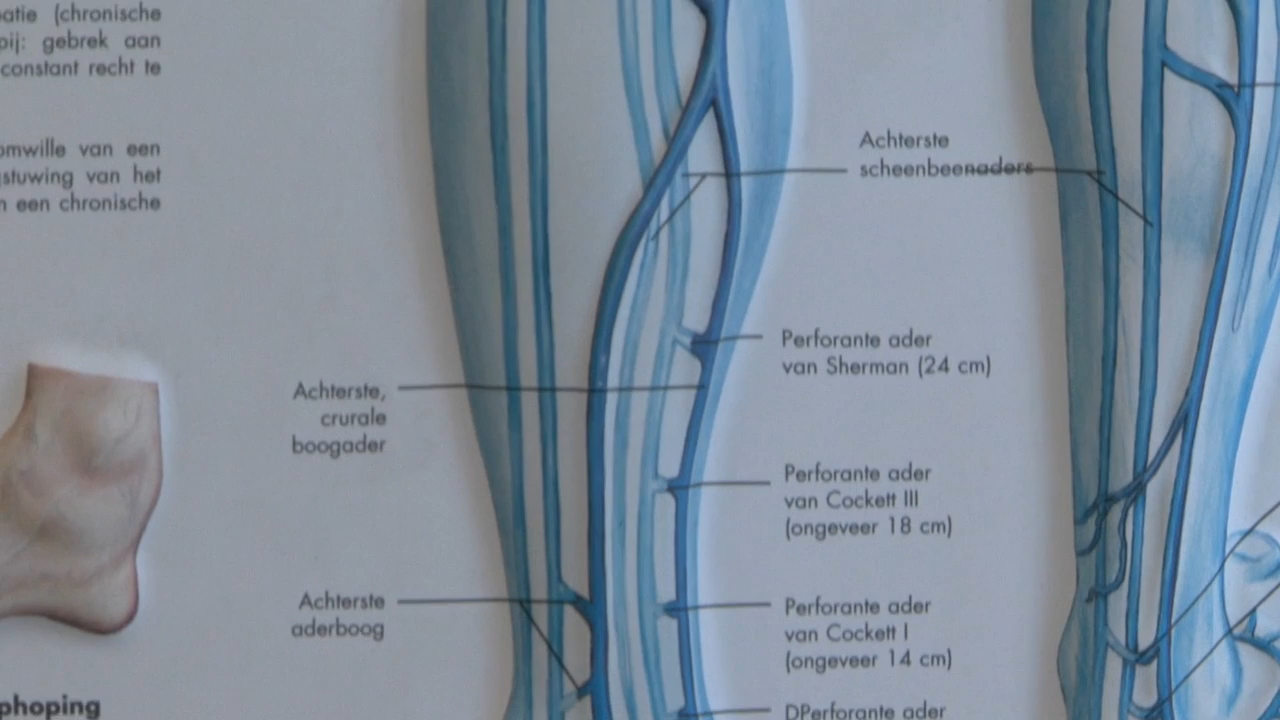 atie (chronische
pij: gebrek aan
constant recht te
omwille van een
stuwing van het
n een chronische
phoping
Achterste
scheenbeenaders
Perforante ader
van Sherman (24 cm)
Achterste,
crurale
boogader
Perforante ader
van Cockett III
(ongeveer 18 cm)
Achterste
aderboog
Perforante ader
van Cockett I
(ongeveer 14 cm)
DPerforante ader